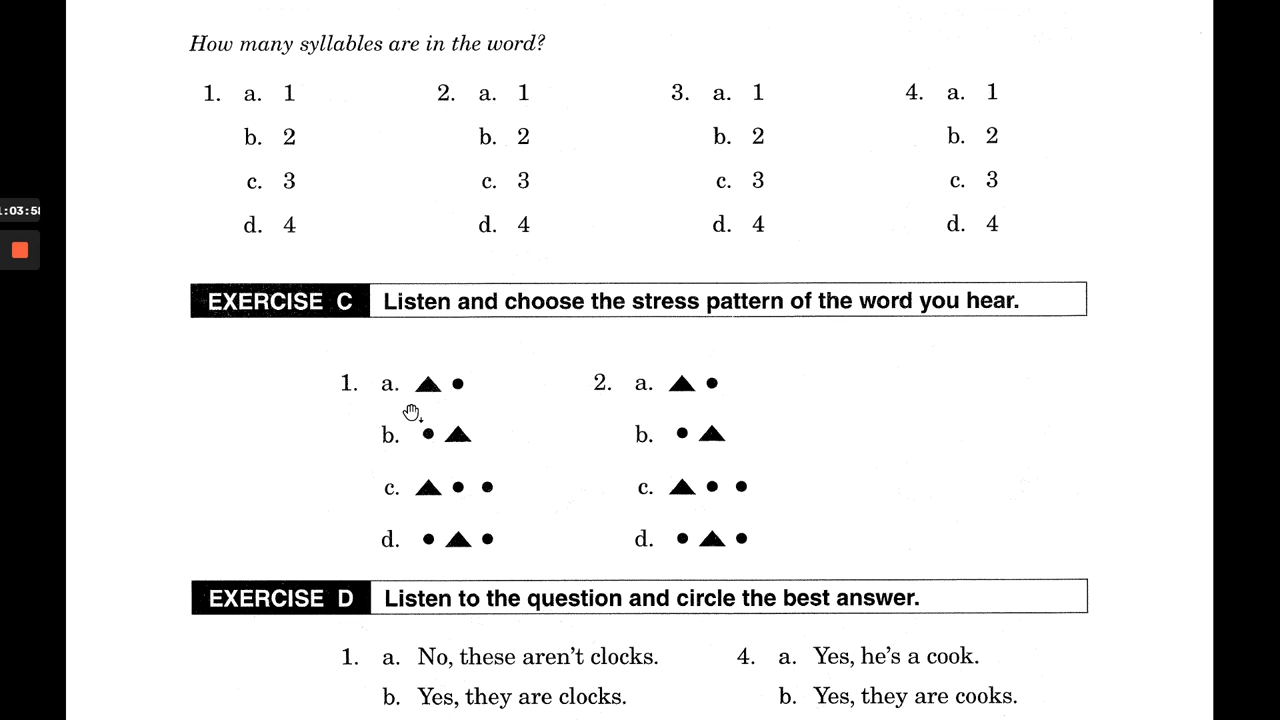 How many syllables are in the word?
1. a. 1 2. a. 1 3. a. 1 4. a. 1
b. 2 b. 2 b. 2 b. 2
c. 3 c. 3 c. 3 c. 3
d. 4 d. 4 d. 4 d. 4
:03:58
EXERCISE C Listen and choose the stress pattern of the word you hear.
1. a. ▲ ● 2. a. ▲ ●
b. ● ▲ b. ● ▲
c. ▲ ● ● c. ▲ ● ●
d. ● ▲ ● d. ● ▲ ●
EXERCISE D Listen to the question and circle the best answer.
1. a. No, these aren't clocks. 4. a. Yes, he's a cook.
b. Yes, they are clocks. b. Yes, they are cooks.